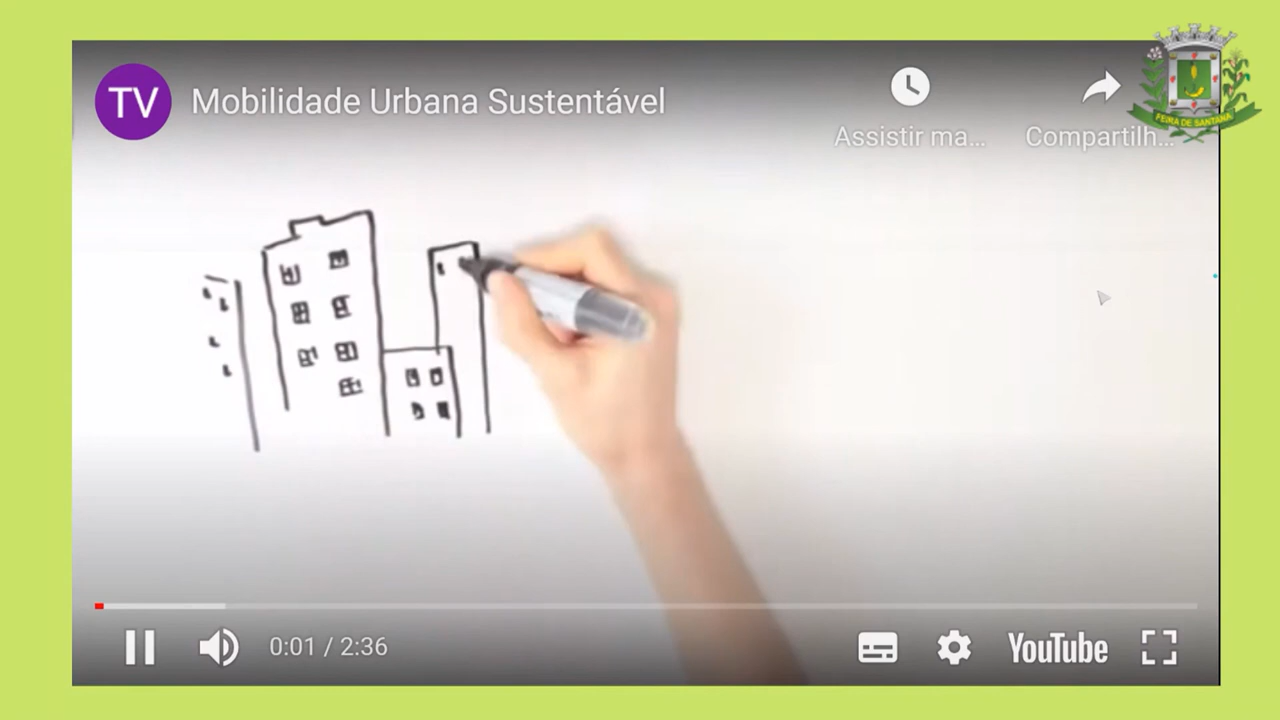 TV Mobilidade Urbana Sustentável
Assistir ma...
Compartilh...
FEIRA DE SANTANA
0:01 / 2:36
YouTube